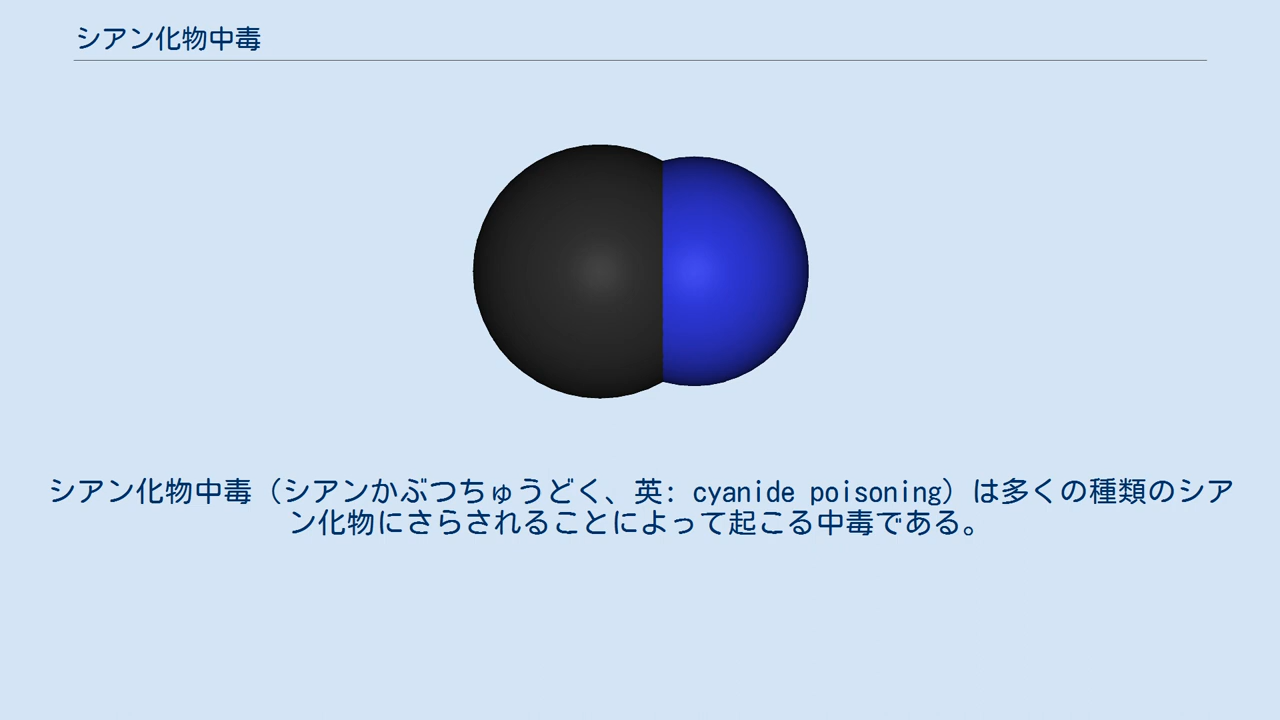 シアン化物中毒
シアン化物中毒（シアンかぶつちゅうどく、英: cyanide poisoning）は多くの種類のシア
ン化物にさらされることによって起こる中毒である。